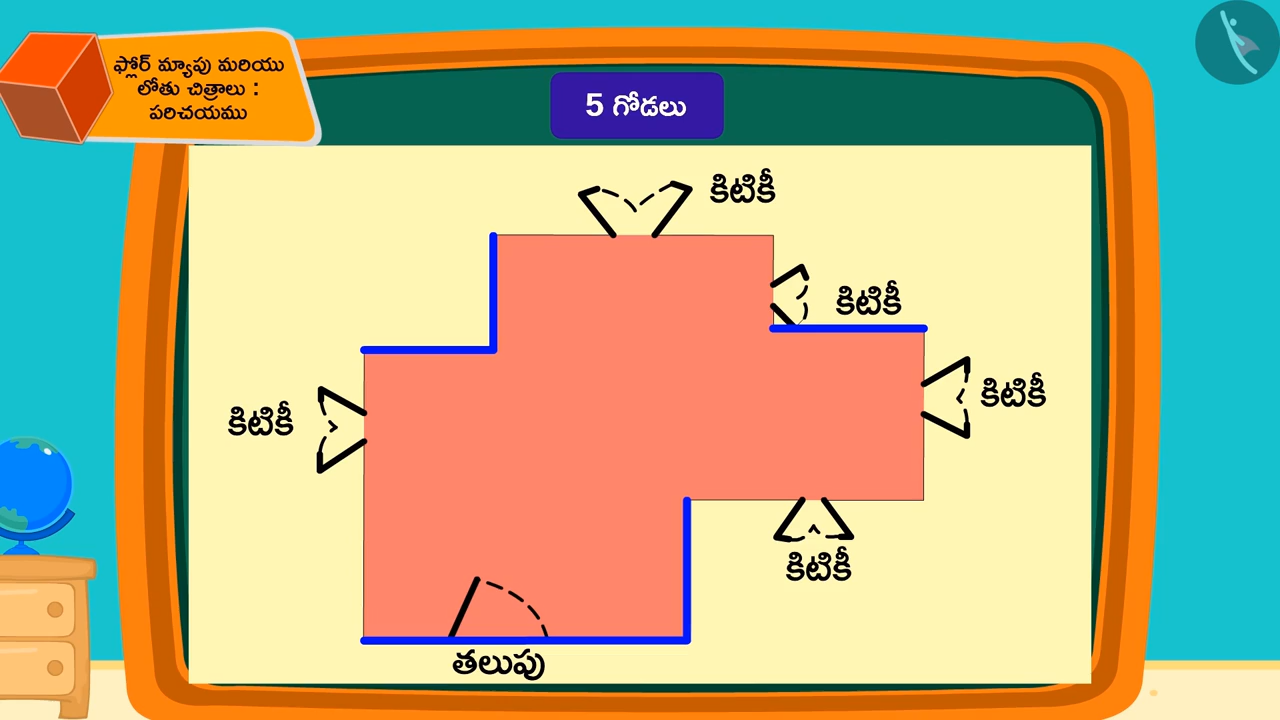 ఫ్లోర్ మ్యాపు మరియు
లోతు చిత్రాలు :
పరిచయము
5 గోడలు
కిటికీ
కిటికీ
కిటికీ
కిటికీ
కిటికీ
తలుపు